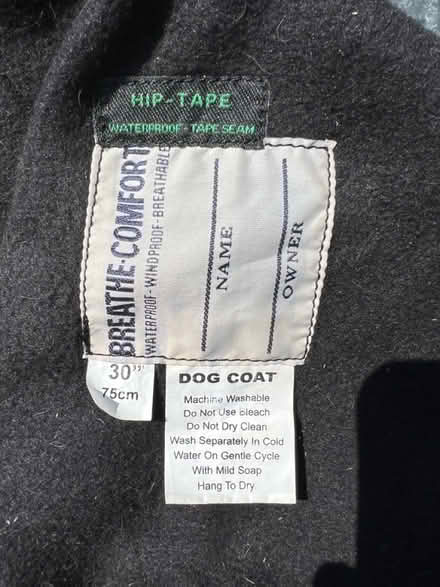 HIP-TAPE
WATERPROOF-TAPE SEAM
BREATHE-COMFORT
WATERPROOF-WINDPROOF-BREATHABLE
NAME
OWNER
30"
75cm
DOG COAT
Machine Washable
Do Not Use Bleach
Do Not Dry Clean
Wash Separately In Cold
Water On Gentle Cycle
With Mild Soap
Hang To Dry